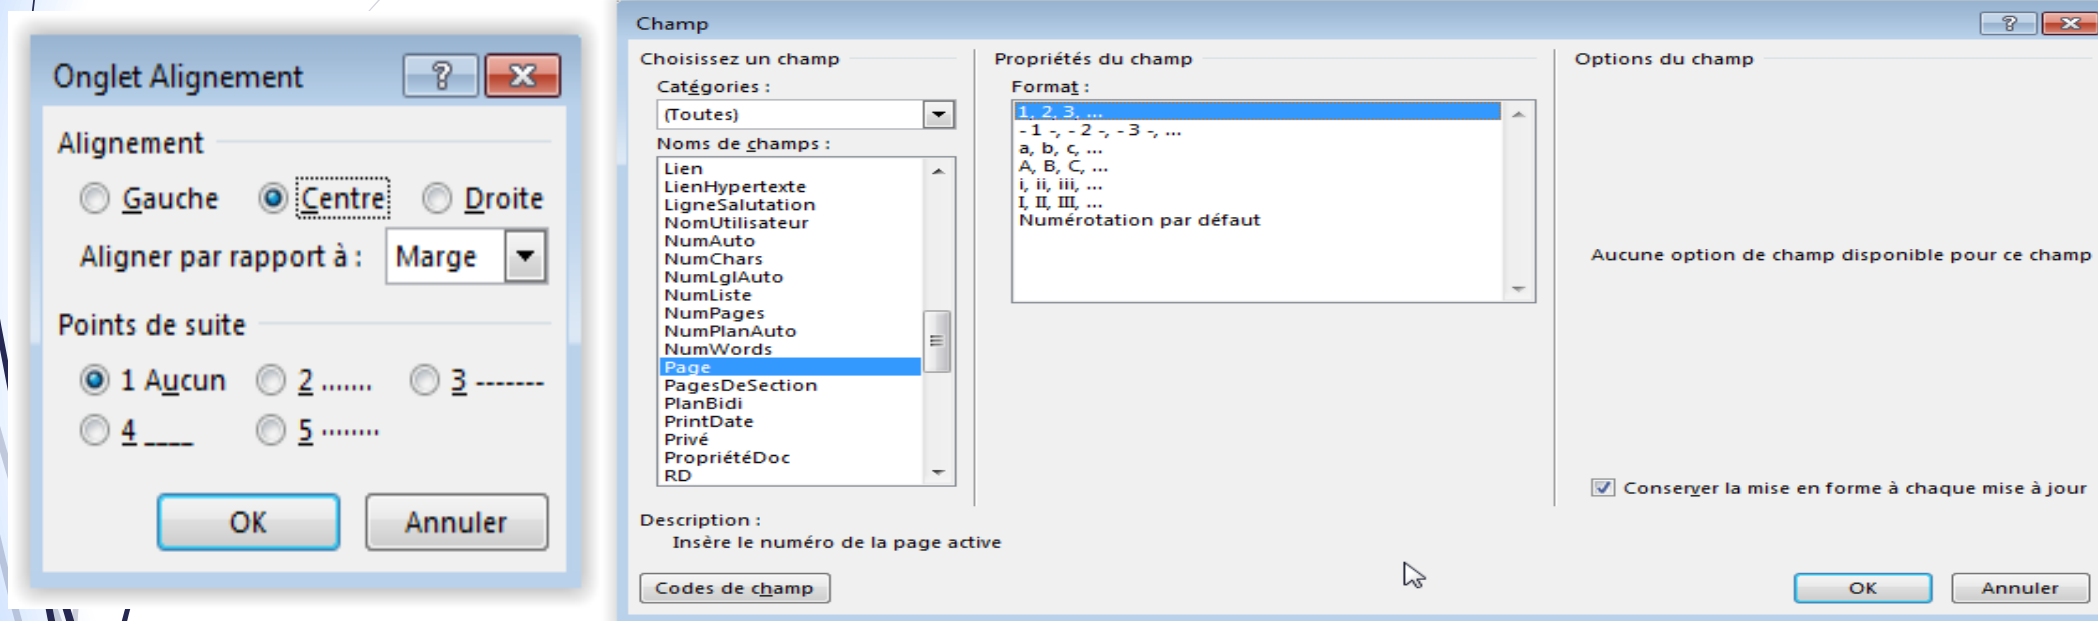 Onglet Alignement
Alignement
Gauche Centre Droite
Aligner par rapport à : Marge
Points de suite
1 Aucun 2 ....... 3 -------
4 ____ 5 ········
OK Annuler
Champ
Choisissez un champ
Catégories :
(Toutes)
Noms de champs :
Lien
LienHypertexte
LigneSalutation
NomUtilisateur
NumAuto
NumChars
NumLglAuto
NumListe
NumPages
NumPlanAuto
NumWords
Page
PagesDeSection
PlanBidi
PrintDate
Privé
PropriétéDoc
RD
Propriétés du champ
Format :
1, 2, 3, ...
- 1 -, - 2 -, - 3 -, ...
a, b, c, ...
A, B, C, ...
i, ii, iii, ...
I, II, III, ...
Numérotation par défaut
Options du champ
Aucune option de champ disponible pour ce champ
Conserver la mise en forme à chaque mise à jour
Description :
Insère le numéro de la page active
Codes de champ
OK Annuler